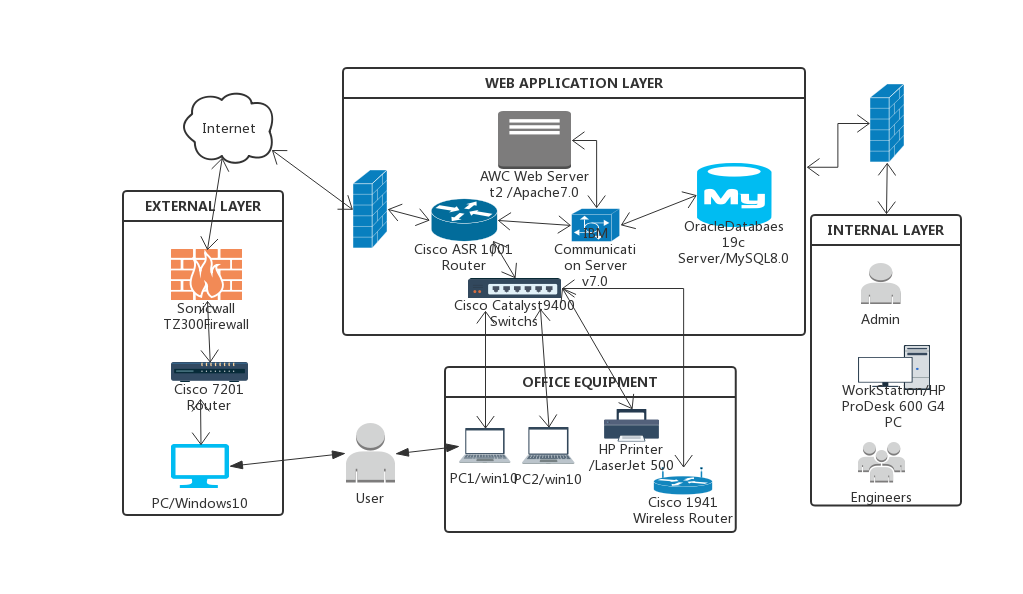 WEB APPLICATION LAYER
Internet
AWC Web Server
t2 /Apache7.0
My
EXTERNAL LAYER
OracleDatabaes
19c
Server/MySQL8.0
INTERNAL LAYER
Cisco ASR 1001
Router
IBM
Communicati
on Server
v7.0
Sonicwall
TZ300Firewall
Cisco Catalyst9400
Switchs
Admin
Cisco 7201
Router
OFFICE EQUIPMENT
WorkStation/HP
ProDesk 600 G4
PC
HP Printer
/LaserJet 500
PC1/win10
PC2/win10
PC/Windows10
User
Cisco 1941
Wireless Router
Engineers